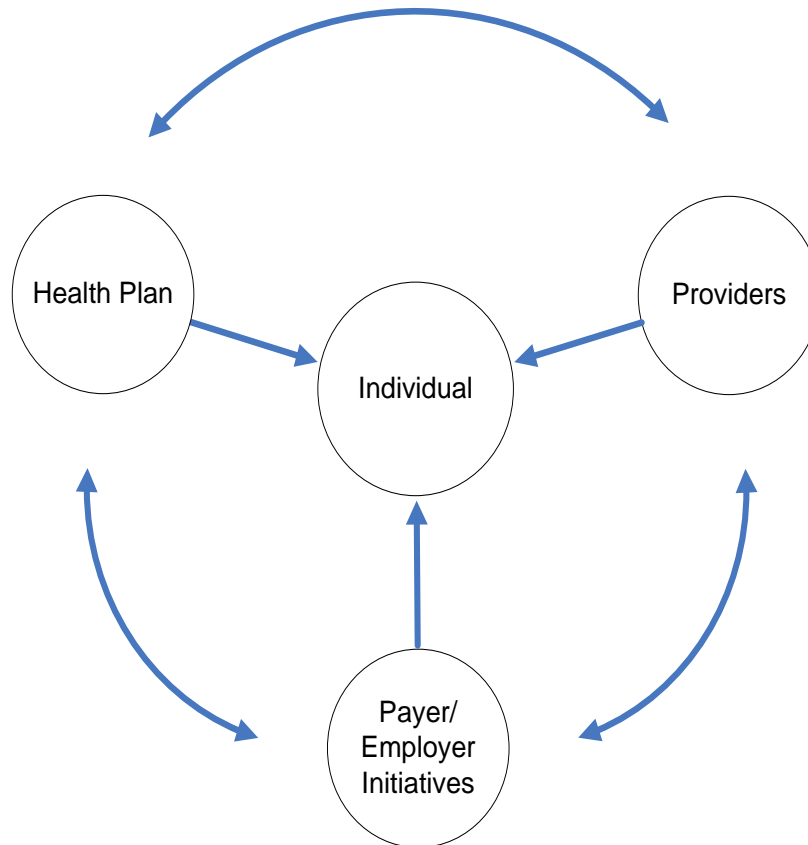 Health Plan
Providers
Individual
Payer/
Employer
Initiatives